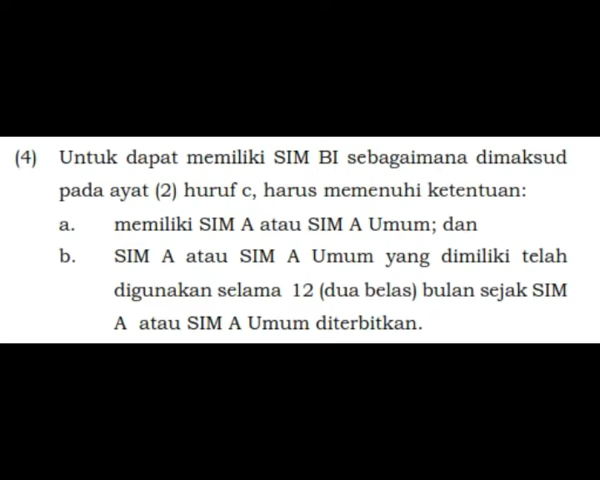 (4) Untuk dapat memiliki SIM BI sebagaimana dimaksud
pada ayat (2) huruf c, harus memenuhi ketentuan:
a. memiliki SIM A atau SIM A Umum; dan
b. SIM A atau SIM A Umum yang dimiliki telah
digunakan selama 12 (dua belas) bulan sejak SIM
A atau SIM A Umum diterbitkan.